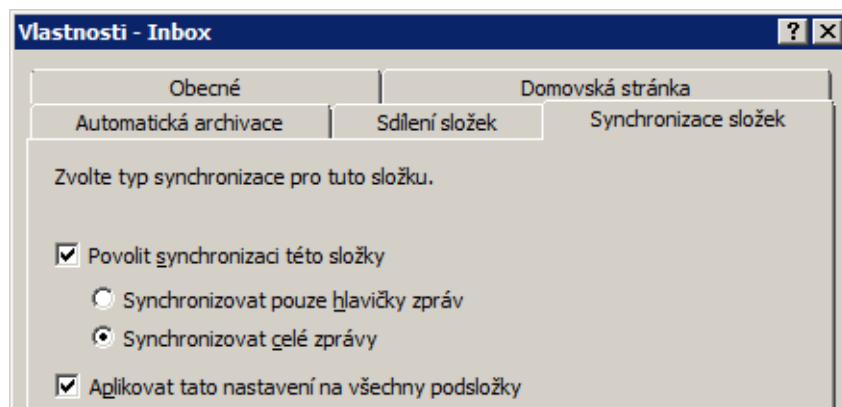 Vlastnosti - Inbox
Obecné
Domovská stránka
Automatická archivace
Sdílení složek
Synchronizace složek
Zvolte typ synchronizace pro tuto složku.
Povolit synchronizaci této složky
Synchronizovat pouze hlavičky zpráv
Synchronizovat celé zprávy
Aplikovat tato nastavení na všechny podsložky